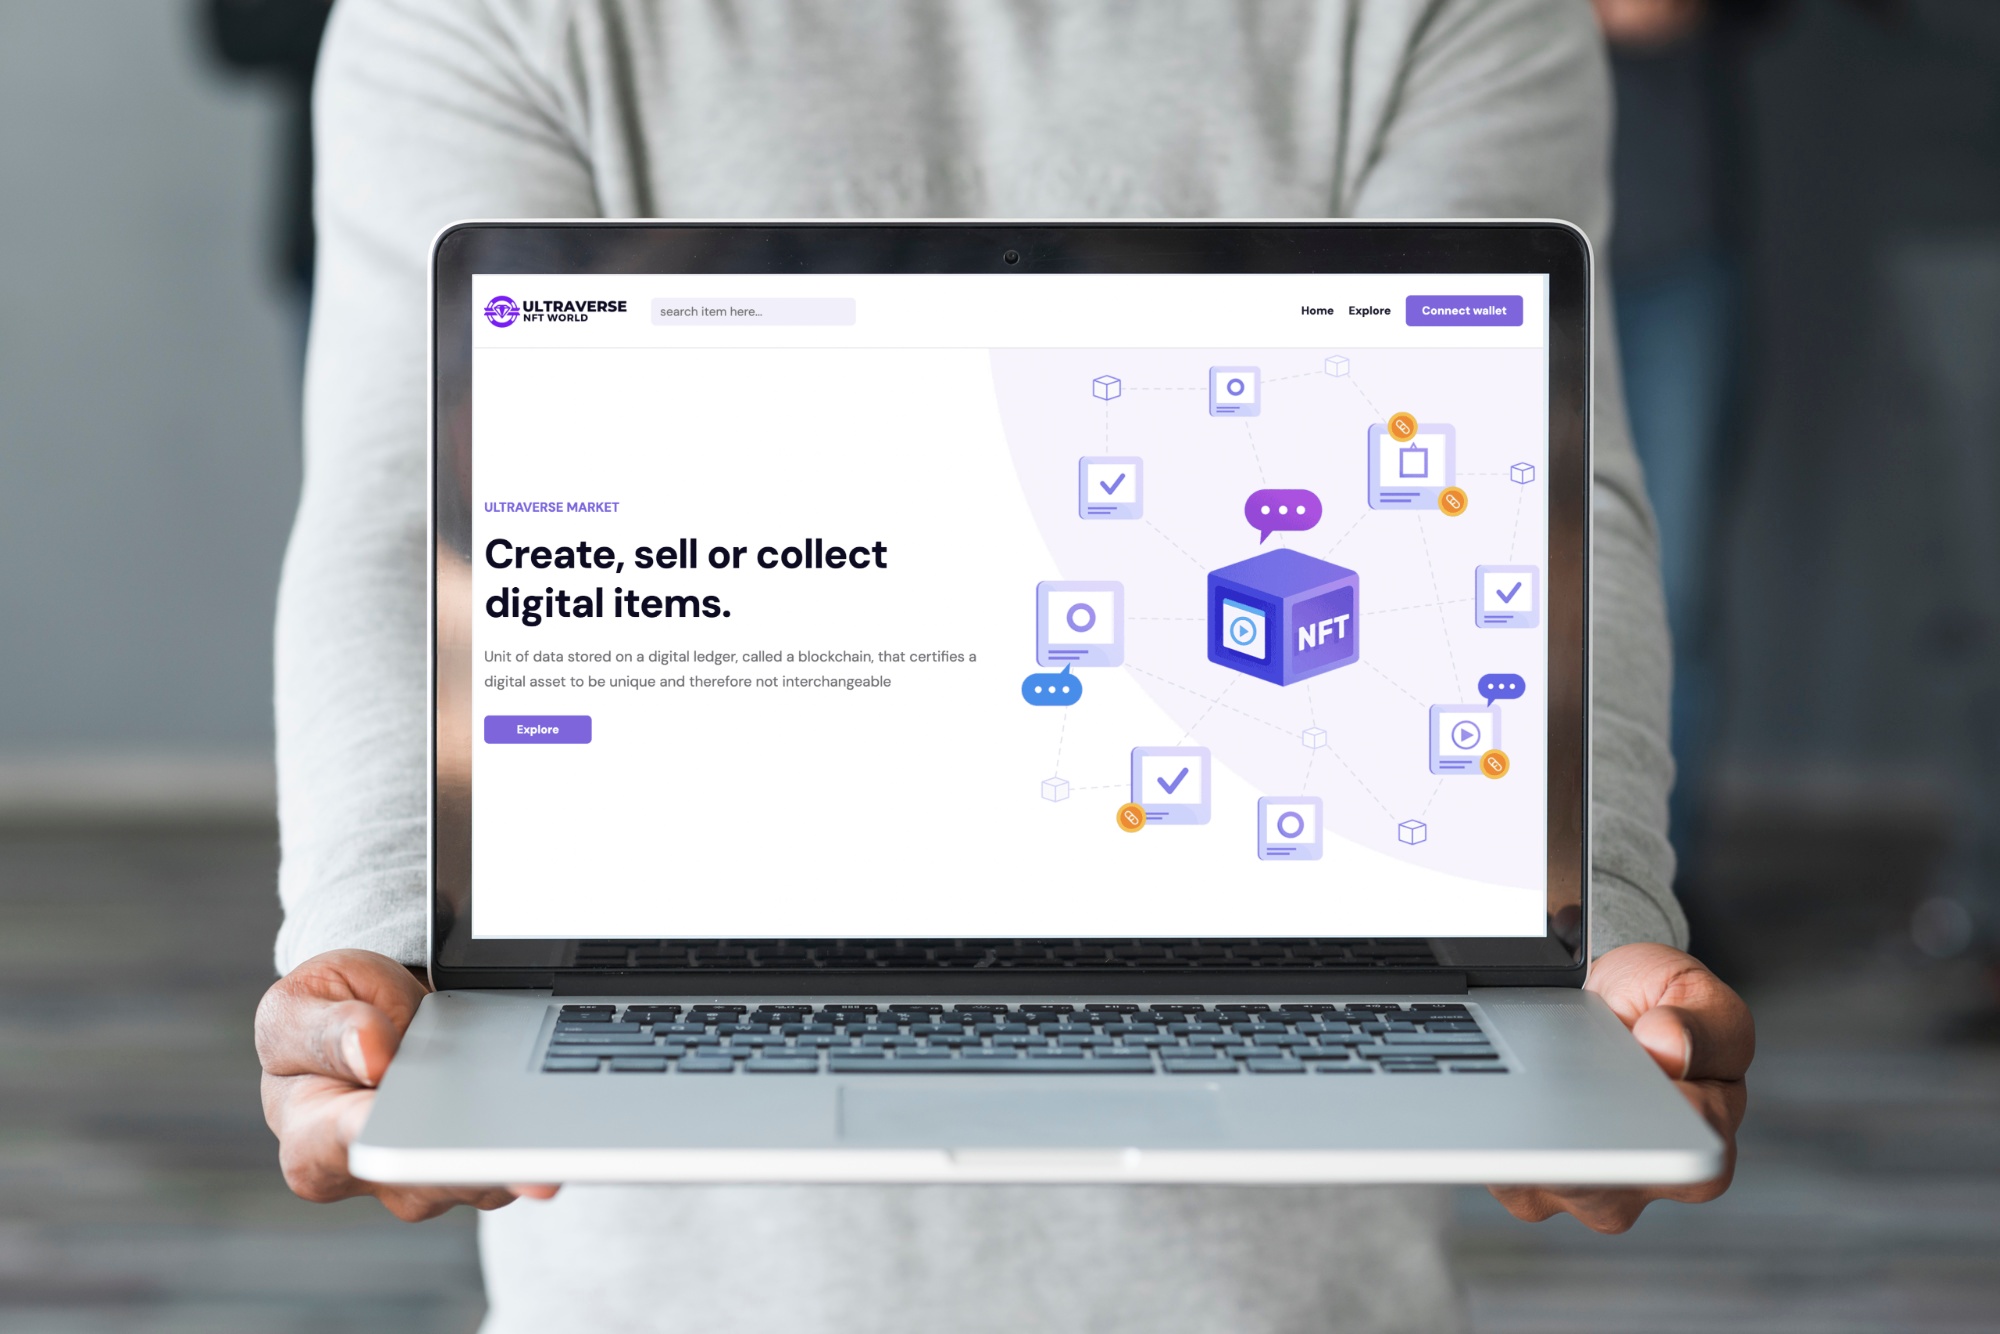 ULTRAVERSE
NFT WORLD
search item here...
Home
Explore
Connect wallet
ULTRAVERSE MARKET
Create, sell or collect
digital items.
Unit of data stored on a digital ledger, called a blockchain, that certifies a
digital asset to be unique and therefore not interchangeable
Explore
NFT